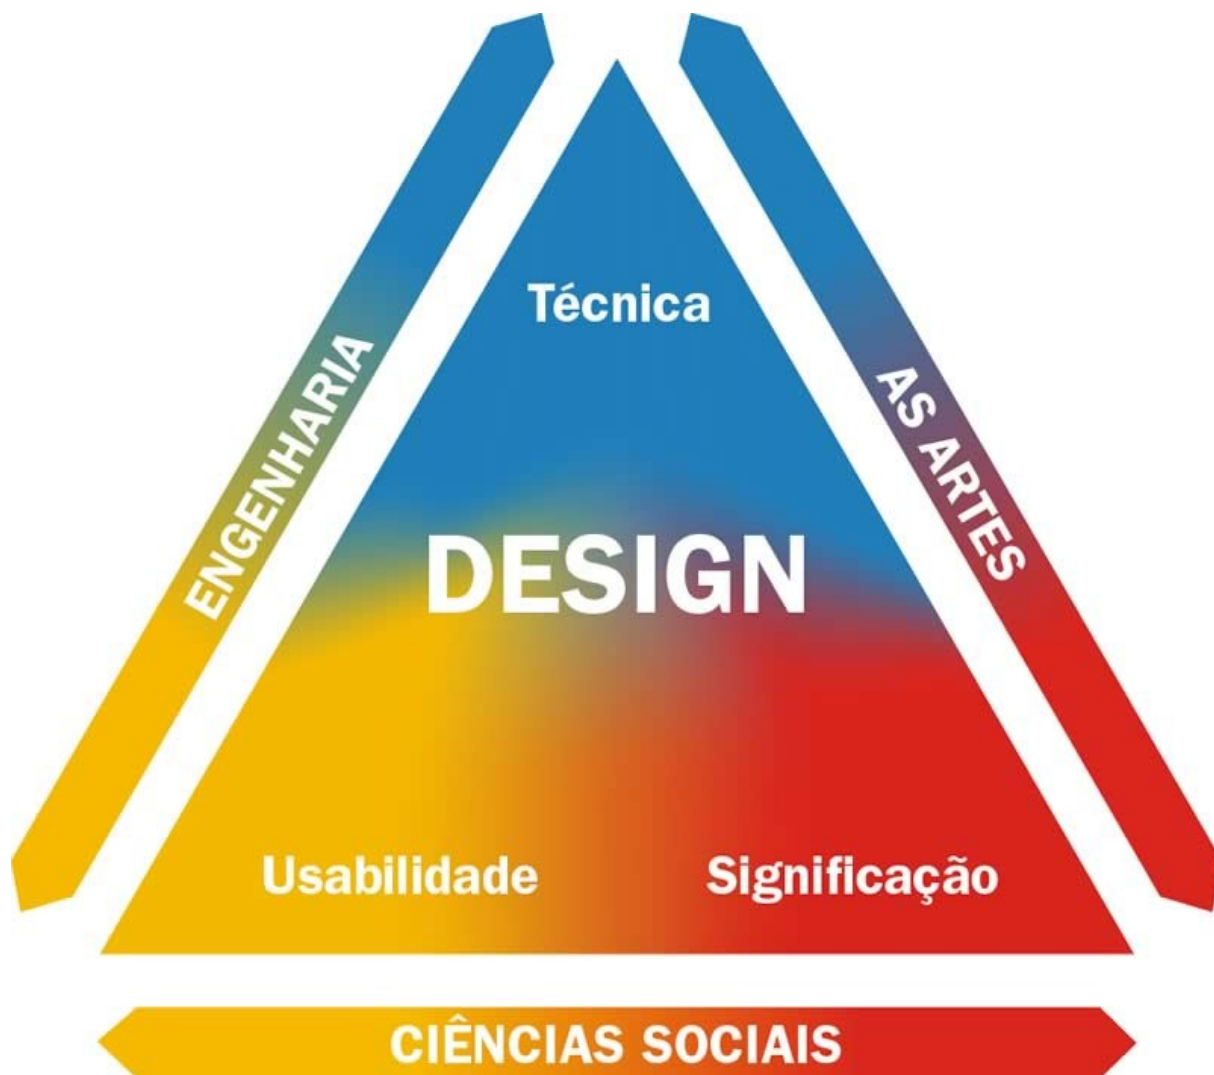 Técnica
ENGENHARIA
AS ARTES
DESIGN
Usabilidade
Significação
CIÊNCIAS SOCIAIS